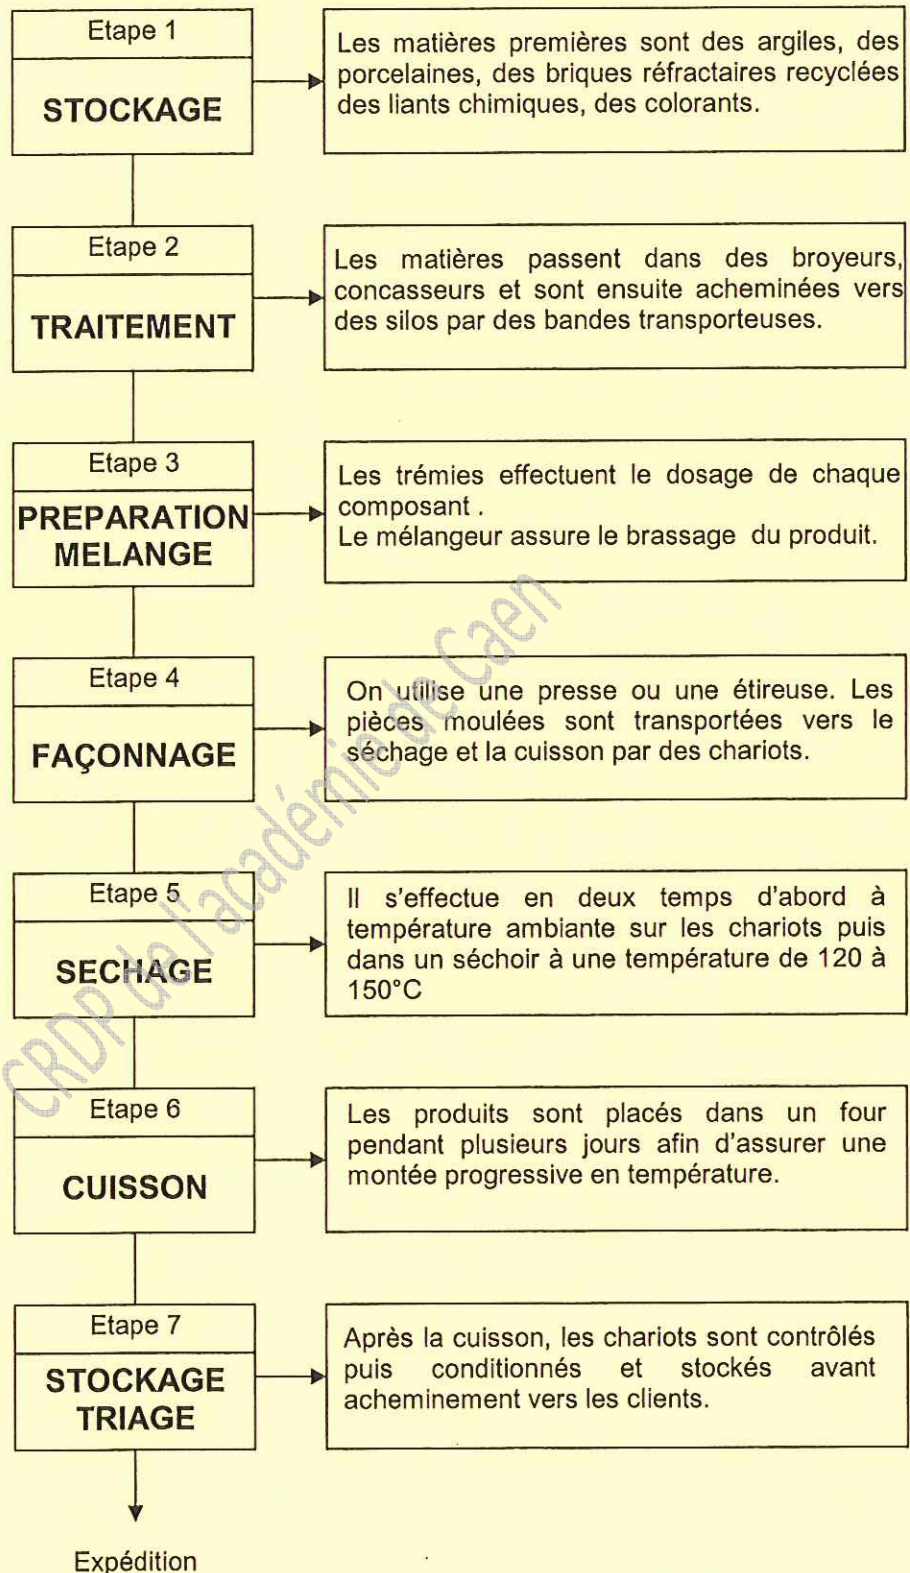 Etape 1
STOCKAGE
Les matières premières sont des argiles, des
porcelaines, des briques réfractaires recyclées
des liants chimiques, des colorants.
Etape 2
TRAITEMENT
Les matières passent dans des broyeurs,
concasseurs et sont ensuite acheminées vers
des silos par des bandes transporteuses.
Etape 3
PREPARATION
MELANGE
Les trémies effectuent le dosage de chaque
composant .
Le mélangeur assure le brassage du produit.
Etape 4
FAÇONNAGE
On utilise une presse ou une étireuse. Les
pièces moulées sont transportées vers le
séchage et la cuisson par des chariots.
Etape 5
SECHAGE
Il s'effectue en deux temps d'abord à
température ambiante sur les chariots puis
dans un séchoir à une température de 120 à
150°C
Etape 6
CUISSON
Les produits sont placés dans un four
pendant plusieurs jours afin d'assurer une
montée progressive en température.
Etape 7
STOCKAGE
TRIAGE
Après la cuisson, les chariots sont contrôlés
puis conditionnés et stockés avant
acheminement vers les clients.
Expédition
CRDP de l'académie de Caen